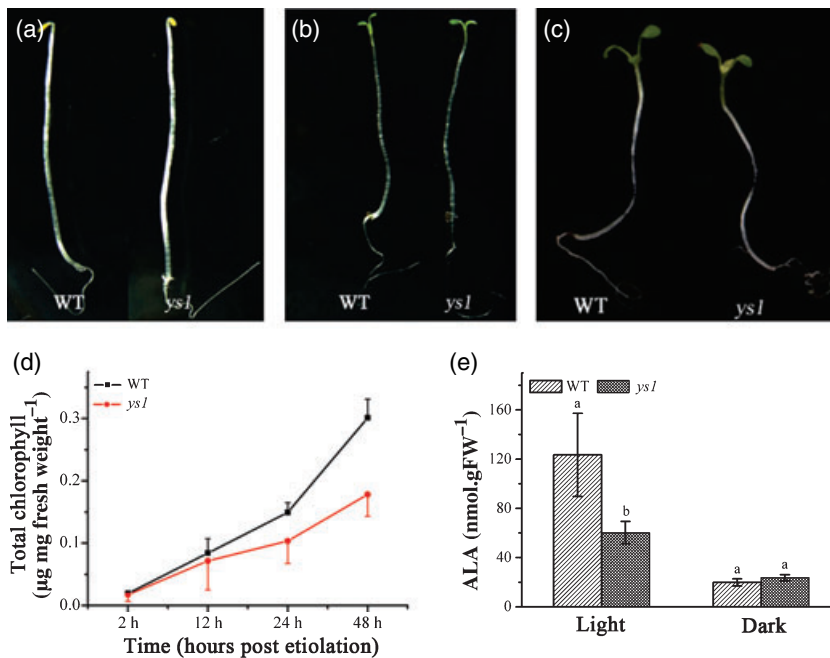 (a)
WT ys1
(b)
WT ys1
(c)
WT ys1
(d)
WT
ys1
Total chlorophyll
(μg mg fresh weight⁻¹)
0.3
0.2
0.1
0.0
2 h 12 h 24 h 48 h
Time (hours post etiolation)
(e)
WT ys1
ALA (nmol.gFW⁻¹)
160
120
80
40
0
a
b
a a
Light Dark